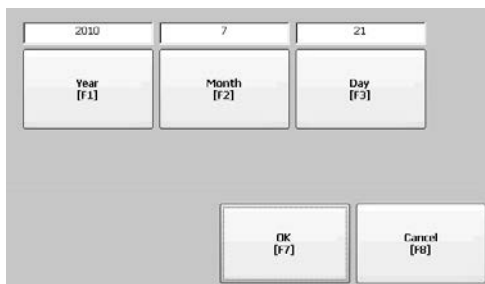 2010 7 21
Year Month Day
[F1] [F2] [F3]
OK Cancel
[F7] [F8]